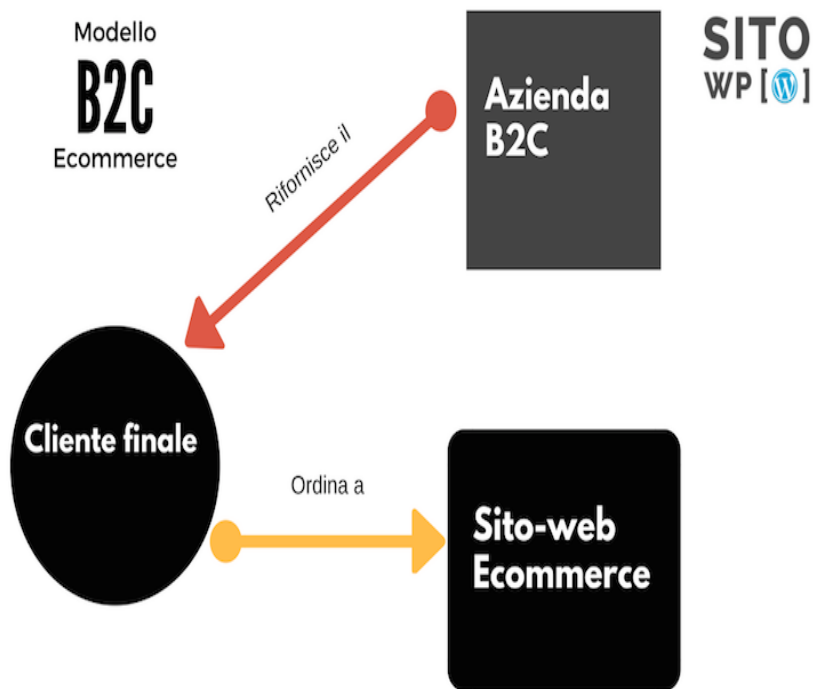 Modello
B2C
Ecommerce
SITO
WP [W]
Azienda
B2C
Rifornisce il
Cliente finale
Ordina a
Sito-web
Ecommerce